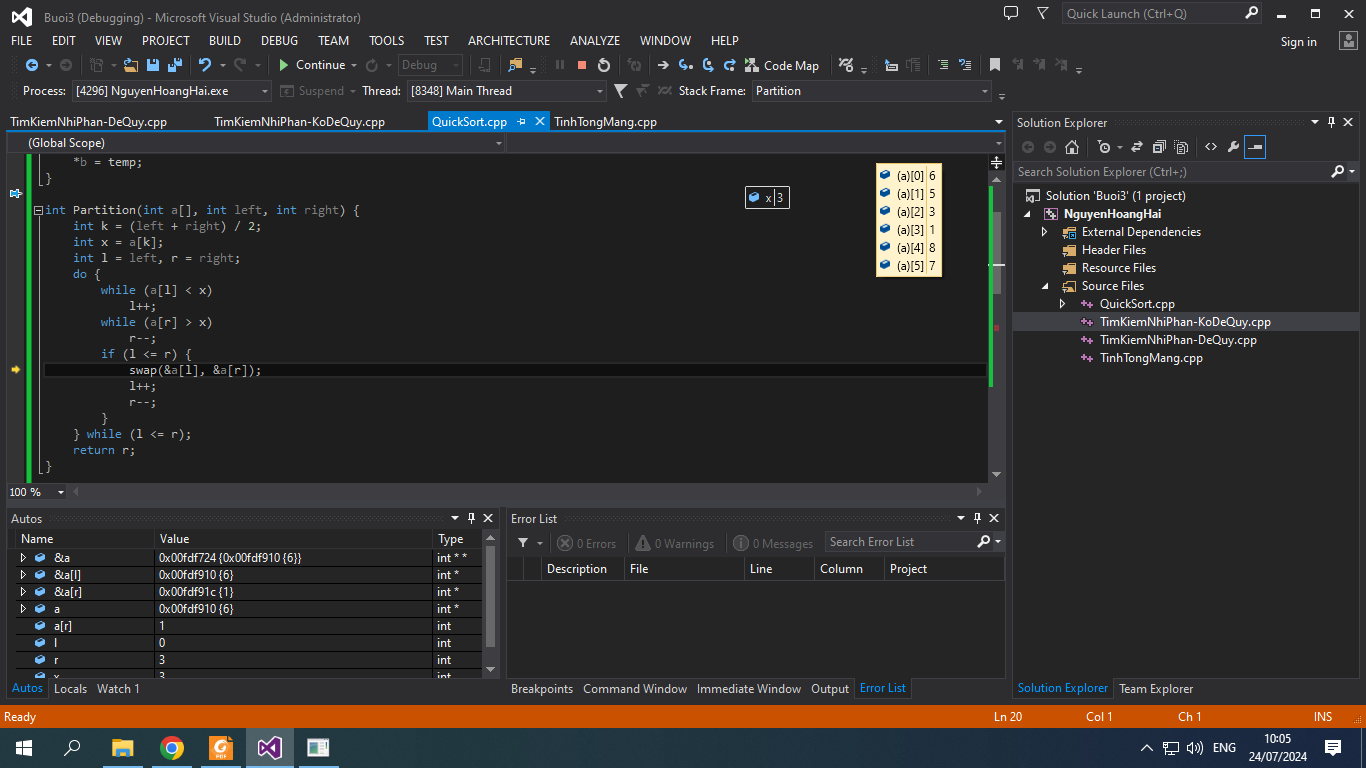 Buoi3 (Debugging) - Microsoft Visual Studio (Administrator)
Quick Launch (Ctrl+Q)
FILE EDIT VIEW PROJECT BUILD DEBUG TEAM TOOLS TEST ARCHITECTURE ANALYZE WINDOW HELP
Sign in
Continue Debug Code Map
Process: [4296] NguyenHoangHai.exe Suspend Thread: [8348] Main Thread Stack Frame: Partition
TimKiemNhiPhan-DeQuy.cpp TimKiemNhiPhan-KoDeQuy.cpp QuickSort.cpp TinhTongMang.cpp
(Global Scope)
*b = temp;
}
int Partition(int a[], int left, int right) {
int k = (left + right) / 2;
int x = a[k];
int l = left, r = right;
do {
while (a[l] < x)
l++;
while (a[r] > x)
r--;
if (l <= r) {
swap(&a[l], &a[r]);
l++;
r--;
}
} while (l <= r);
return r;
}
x 3
(a)[0] 6
(a)[1] 5
(a)[2] 3
(a)[3] 1
(a)[4] 8
(a)[5] 7
100 %
Solution Explorer
Search Solution Explorer (Ctrl+;)
Solution 'Buoi3' (1 project)
NguyenHoangHai
External Dependencies
Header Files
Resource Files
Source Files
QuickSort.cpp
TimKiemNhiPhan-KoDeQuy.cpp
TimKiemNhiPhan-DeQuy.cpp
TinhTongMang.cpp
Solution Explorer Team Explorer
Autos
Name Value Type
&a 0x00fdf724 {0x00fdf910 {6}} int * *
&a[l] 0x00fdf910 {6} int *
&a[r] 0x00fdf91c {1} int *
a 0x00fdf910 {6} int *
a[r] 1 int
l 0 int
r 3 int
x 3 int
Autos Locals Watch 1
Error List
0 Errors 0 Warnings 0 Messages Search Error List
Description File Line Column Project
Breakpoints Command Window Immediate Window Output Error List
Ready Ln 20 Col 1 Ch 1 INS
ENG
10:05
24/07/2024